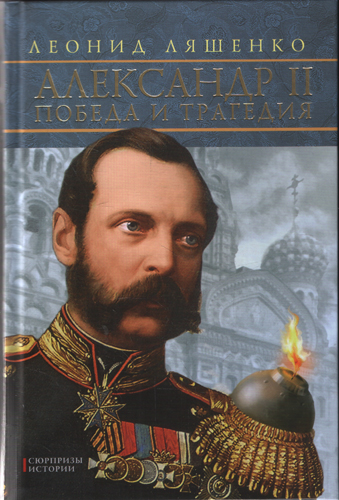 ЛЕОНИД ЛЯШЕНКО
АЛЕКСАНДР II
ПОБЕДА И ТРАГЕДИЯ
СЮРПРИЗЫ
ИСТОРИИ